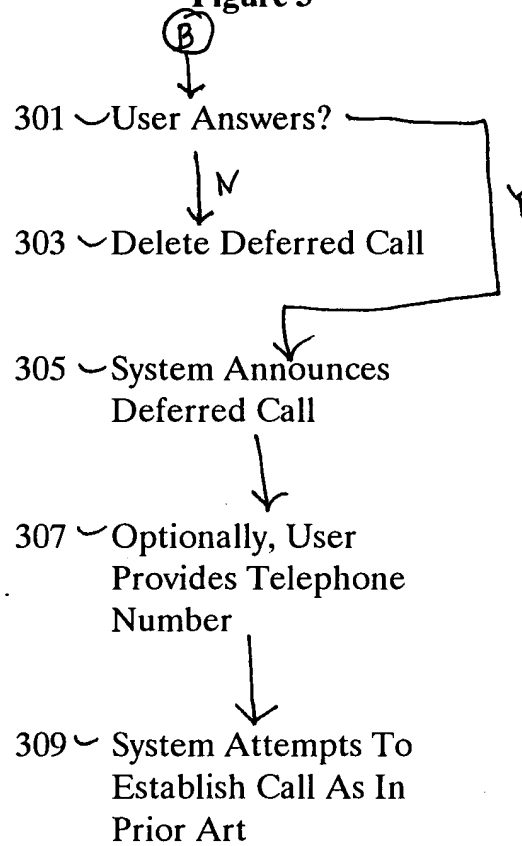 Figure 3
B
301 User Answers?
N
Y
303 Delete Deferred Call
305 System Announces
Deferred Call
307 Optionally, User
Provides Telephone
Number
309 System Attempts To
Establish Call As In
Prior Art